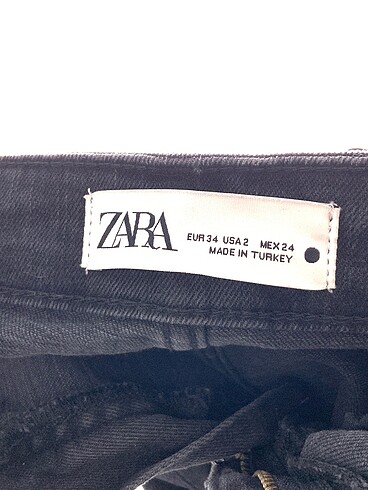 ZARA
EUR 34 USA 2 MEX 24
MADE IN TURKEY